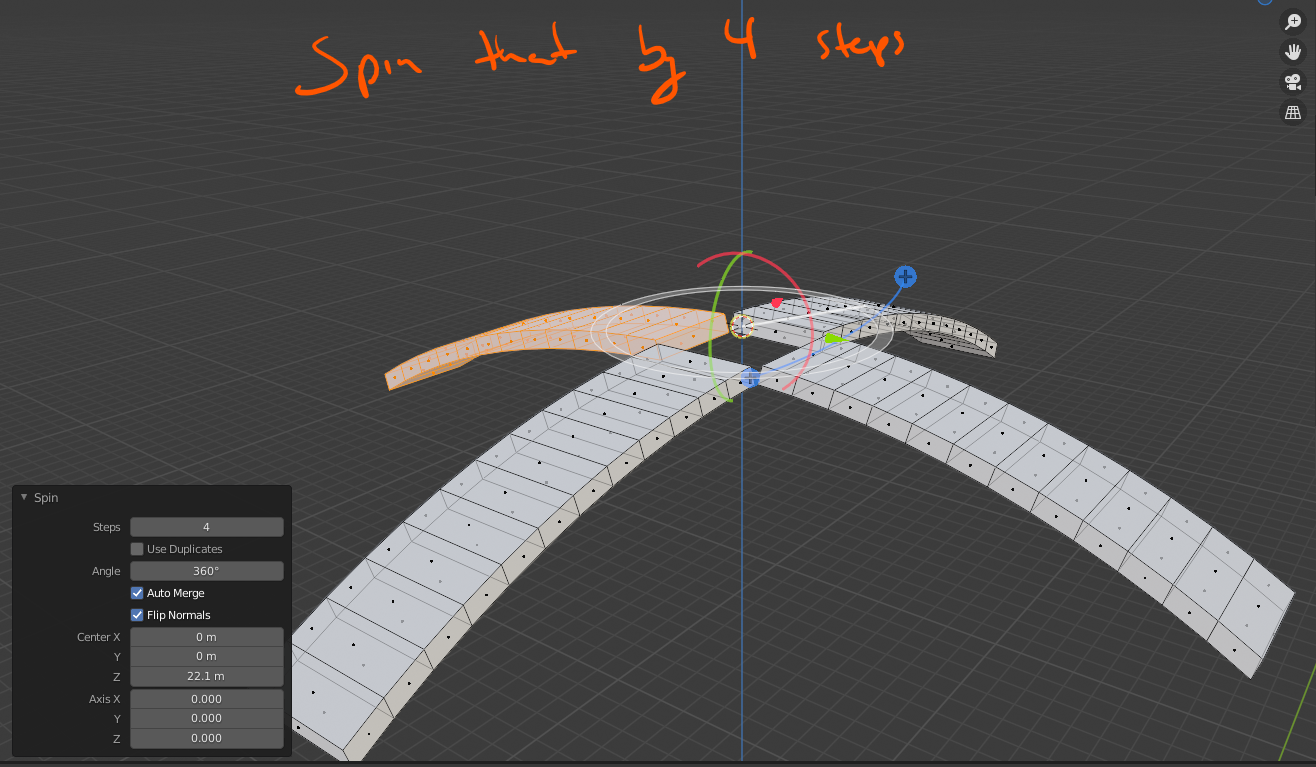 Spin that by 4 steps
Spin
Steps 4
Use Duplicates
Angle 360°
Auto Merge
Flip Normals
Center X 0 m
Y 0 m
Z 22.1 m
Axis X 0.000
Y 0.000
Z 0.000